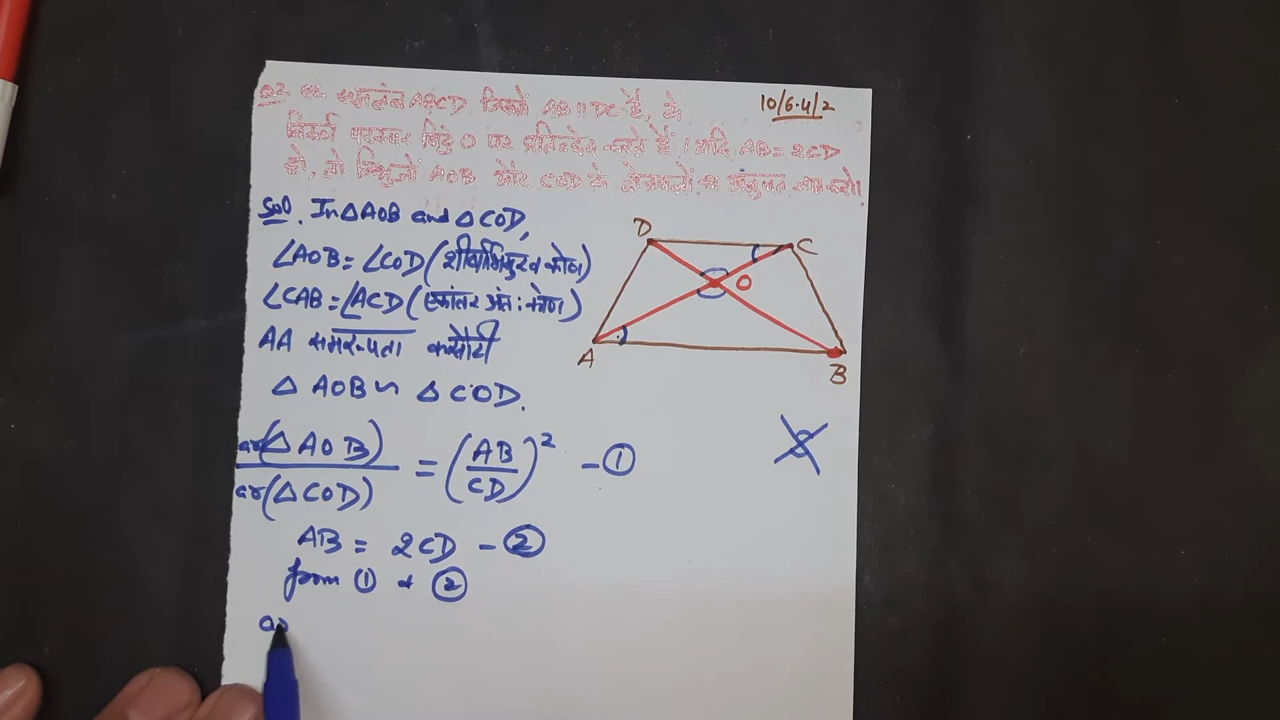 10/6.4/2
Q2. एक समलंब ABCD जिसमें AB || DC है, के
विकर्ण परस्पर बिंदु O पर प्रतिच्छेद करते हैं । यदि AB = 2CD
हो, तो त्रिभुजों AOB और COD के क्षेत्रफलों का अनुपात ज्ञात करो।
Sol. In △AOB and △COD,
∠AOB = ∠COD (शीर्षाभिमुख कोण)
∠CAB = ∠ACD (एकांतर अंत: कोण)
AA समरूपता कसौटी
△ AOB ~ △ COD.
ar(△ AOB)/ar(△ COD) = (AB/CD)² - ①
AB = 2CD - ②
from ① & ②
D
C
O
A
B